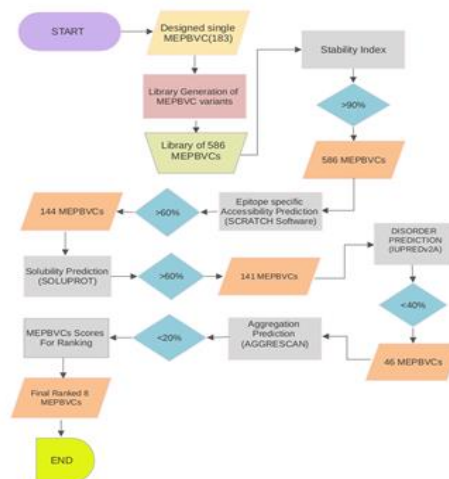 START
Designed single
MEPBVC(183)
Library Generation of
MEPBVC variants
Library of 586
MEPBVCs
Stability Index
>90%
586 MEPBVCs
Epitope specific
Accessibility Prediction
(SCRATCH Software)
>60%
144 MEPBVCs
Solubility Prediction
(SOLUPROT)
>60%
141 MEPBVCs
DISORDER
PREDICTION
(IUPREDv2A)
<40%
46 MEPBVCs
Aggregation
Prediction
(AGGRESCAN)
<20%
MEPBVCs Scores
For Ranking
Final Ranked 8
MEPBVCs
END